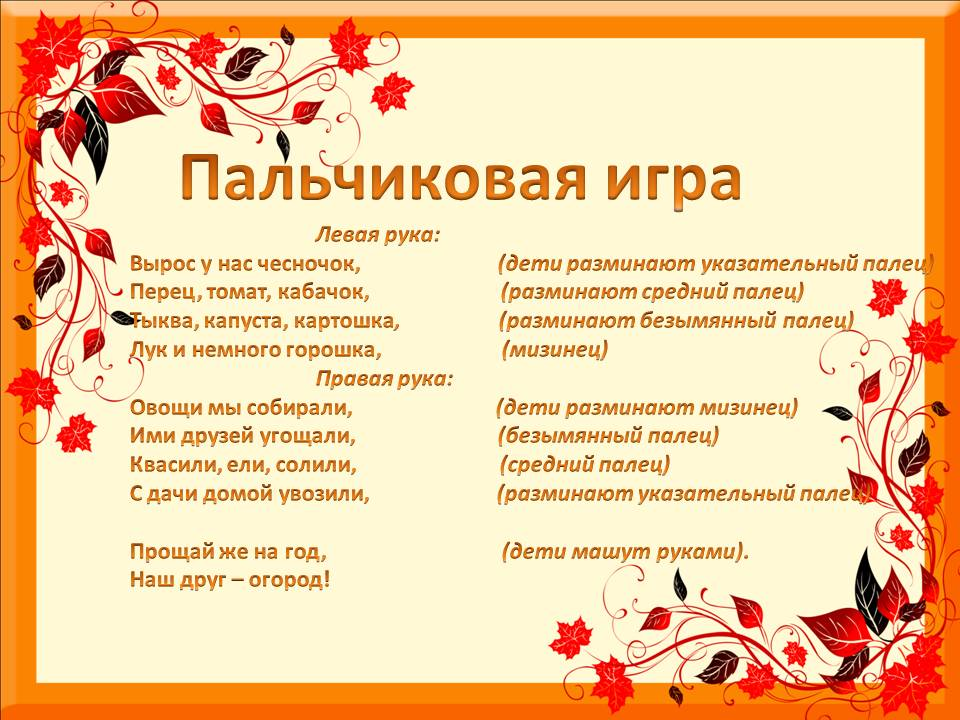 Пальчиковая игра
Левая рука:
Вырос у нас чесночок, (дети разминают указательный палец)
Перец, томат, кабачок, (разминают средний палец)
Тыква, капуста, картошка, (разминают безымянный палец)
Лук и немного горошка, (мизинец)
Правая рука:
Овощи мы собирали, (дети разминают мизинец)
Ими друзей угощали, (безымянный палец)
Квасили, ели, солили, (средний палец)
С дачи домой увозили, (разминают указательный палец)
Прощай же на год, (дети машут руками).
Наш друг – огород!